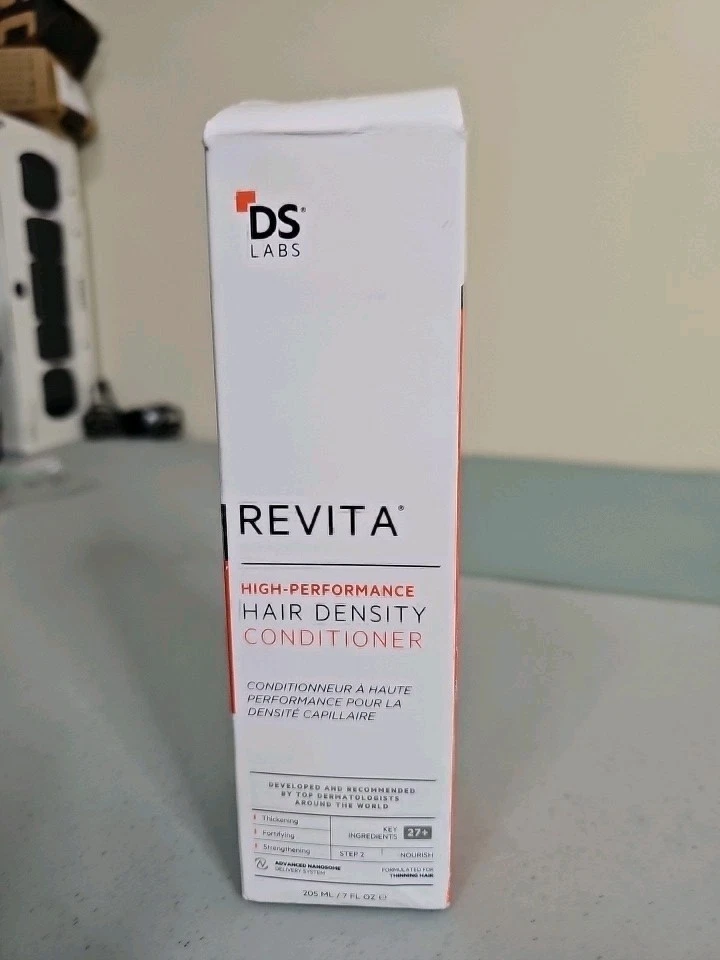 DS®
LABS
REVITA®
HIGH-PERFORMANCE
HAIR DENSITY
CONDITIONER
CONDITIONNEUR À HAUTE
PERFORMANCE POUR LA
DENSITÉ CAPILLAIRE
DEVELOPED AND RECOMMENDED
BY TOP DERMATOLOGISTS
AROUND THE WORLD
Thickening
Fortifying
Strengthening
KEY
INGREDIENTS 27+
STEP 2 NOURISH
ADVANCED NANOSOME
DELIVERY SYSTEM
FORMULATED FOR
THINNING HAIR
205 ML / 7 FL OZ ℮